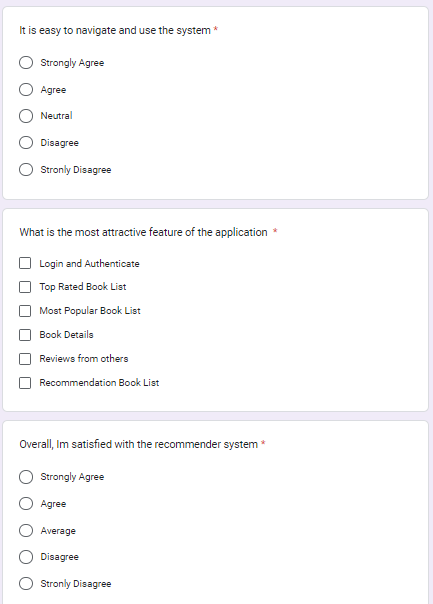 It is easy to navigate and use the system *
Strongly Agree
Agree
Neutral
Disagree
Stronly Disagree
What is the most attractive feature of the application *
Login and Authenticate
Top Rated Book List
Most Popular Book List
Book Details
Reviews from others
Recommendation Book List
Overall, Im satisfied with the recommender system *
Strongly Agree
Agree
Average
Disagree
Stronly Disagree